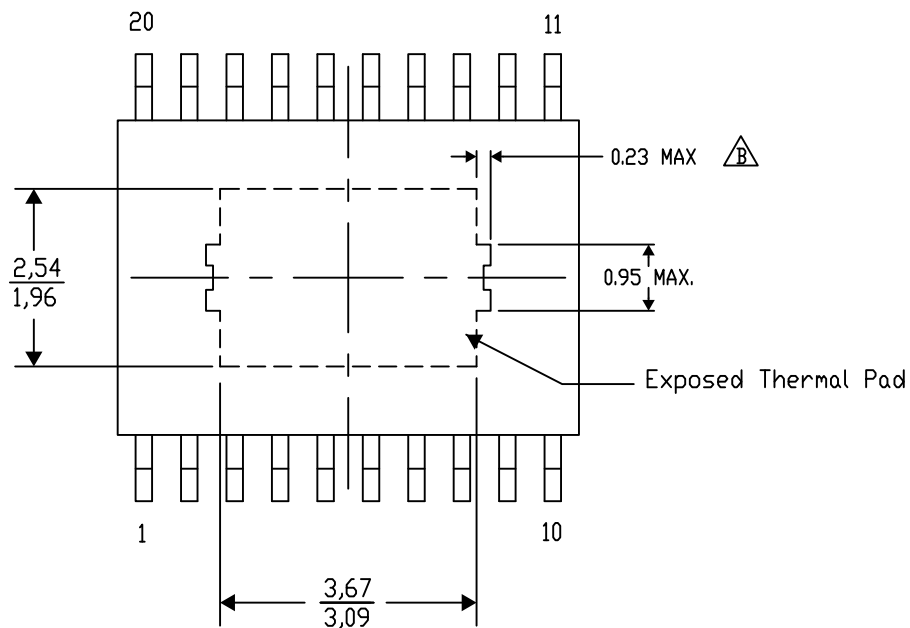 20
11
0.23 MAX B
2,54
1,96
0.95 MAX.
Exposed Thermal Pad
1
10
3,67
3,09